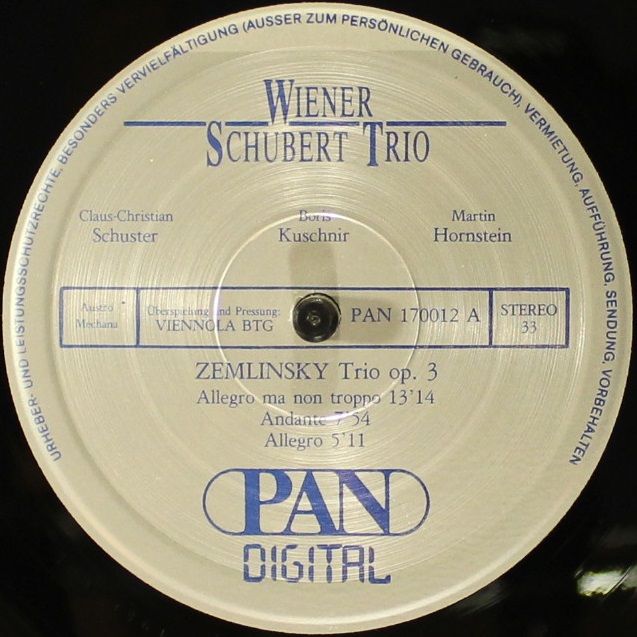 URHEBER- UND LEISTUNGSSCHUTZRECHTE, BESONDERS VERVIELFÄLTIGUNG (AUSSER ZUM PERSÖNLICHEN GEBRAUCH), VERMIETUNG, AUFFÜHRUNG, SENDUNG, VORBEHALTEN
WIENER
SCHUBERT TRIO
Claus-Christian Schuster
Boris Kuschnir
Martin Hornstein
Austro Mechana
Überspielung und Pressung:
VIENNOLA BTG
PAN 170012 A
STEREO
33
ZEMLINSKY Trio op. 3
Allegro ma non troppo 13'14
Andante 7'54
Allegro 5'11
PAN
DIGITAL